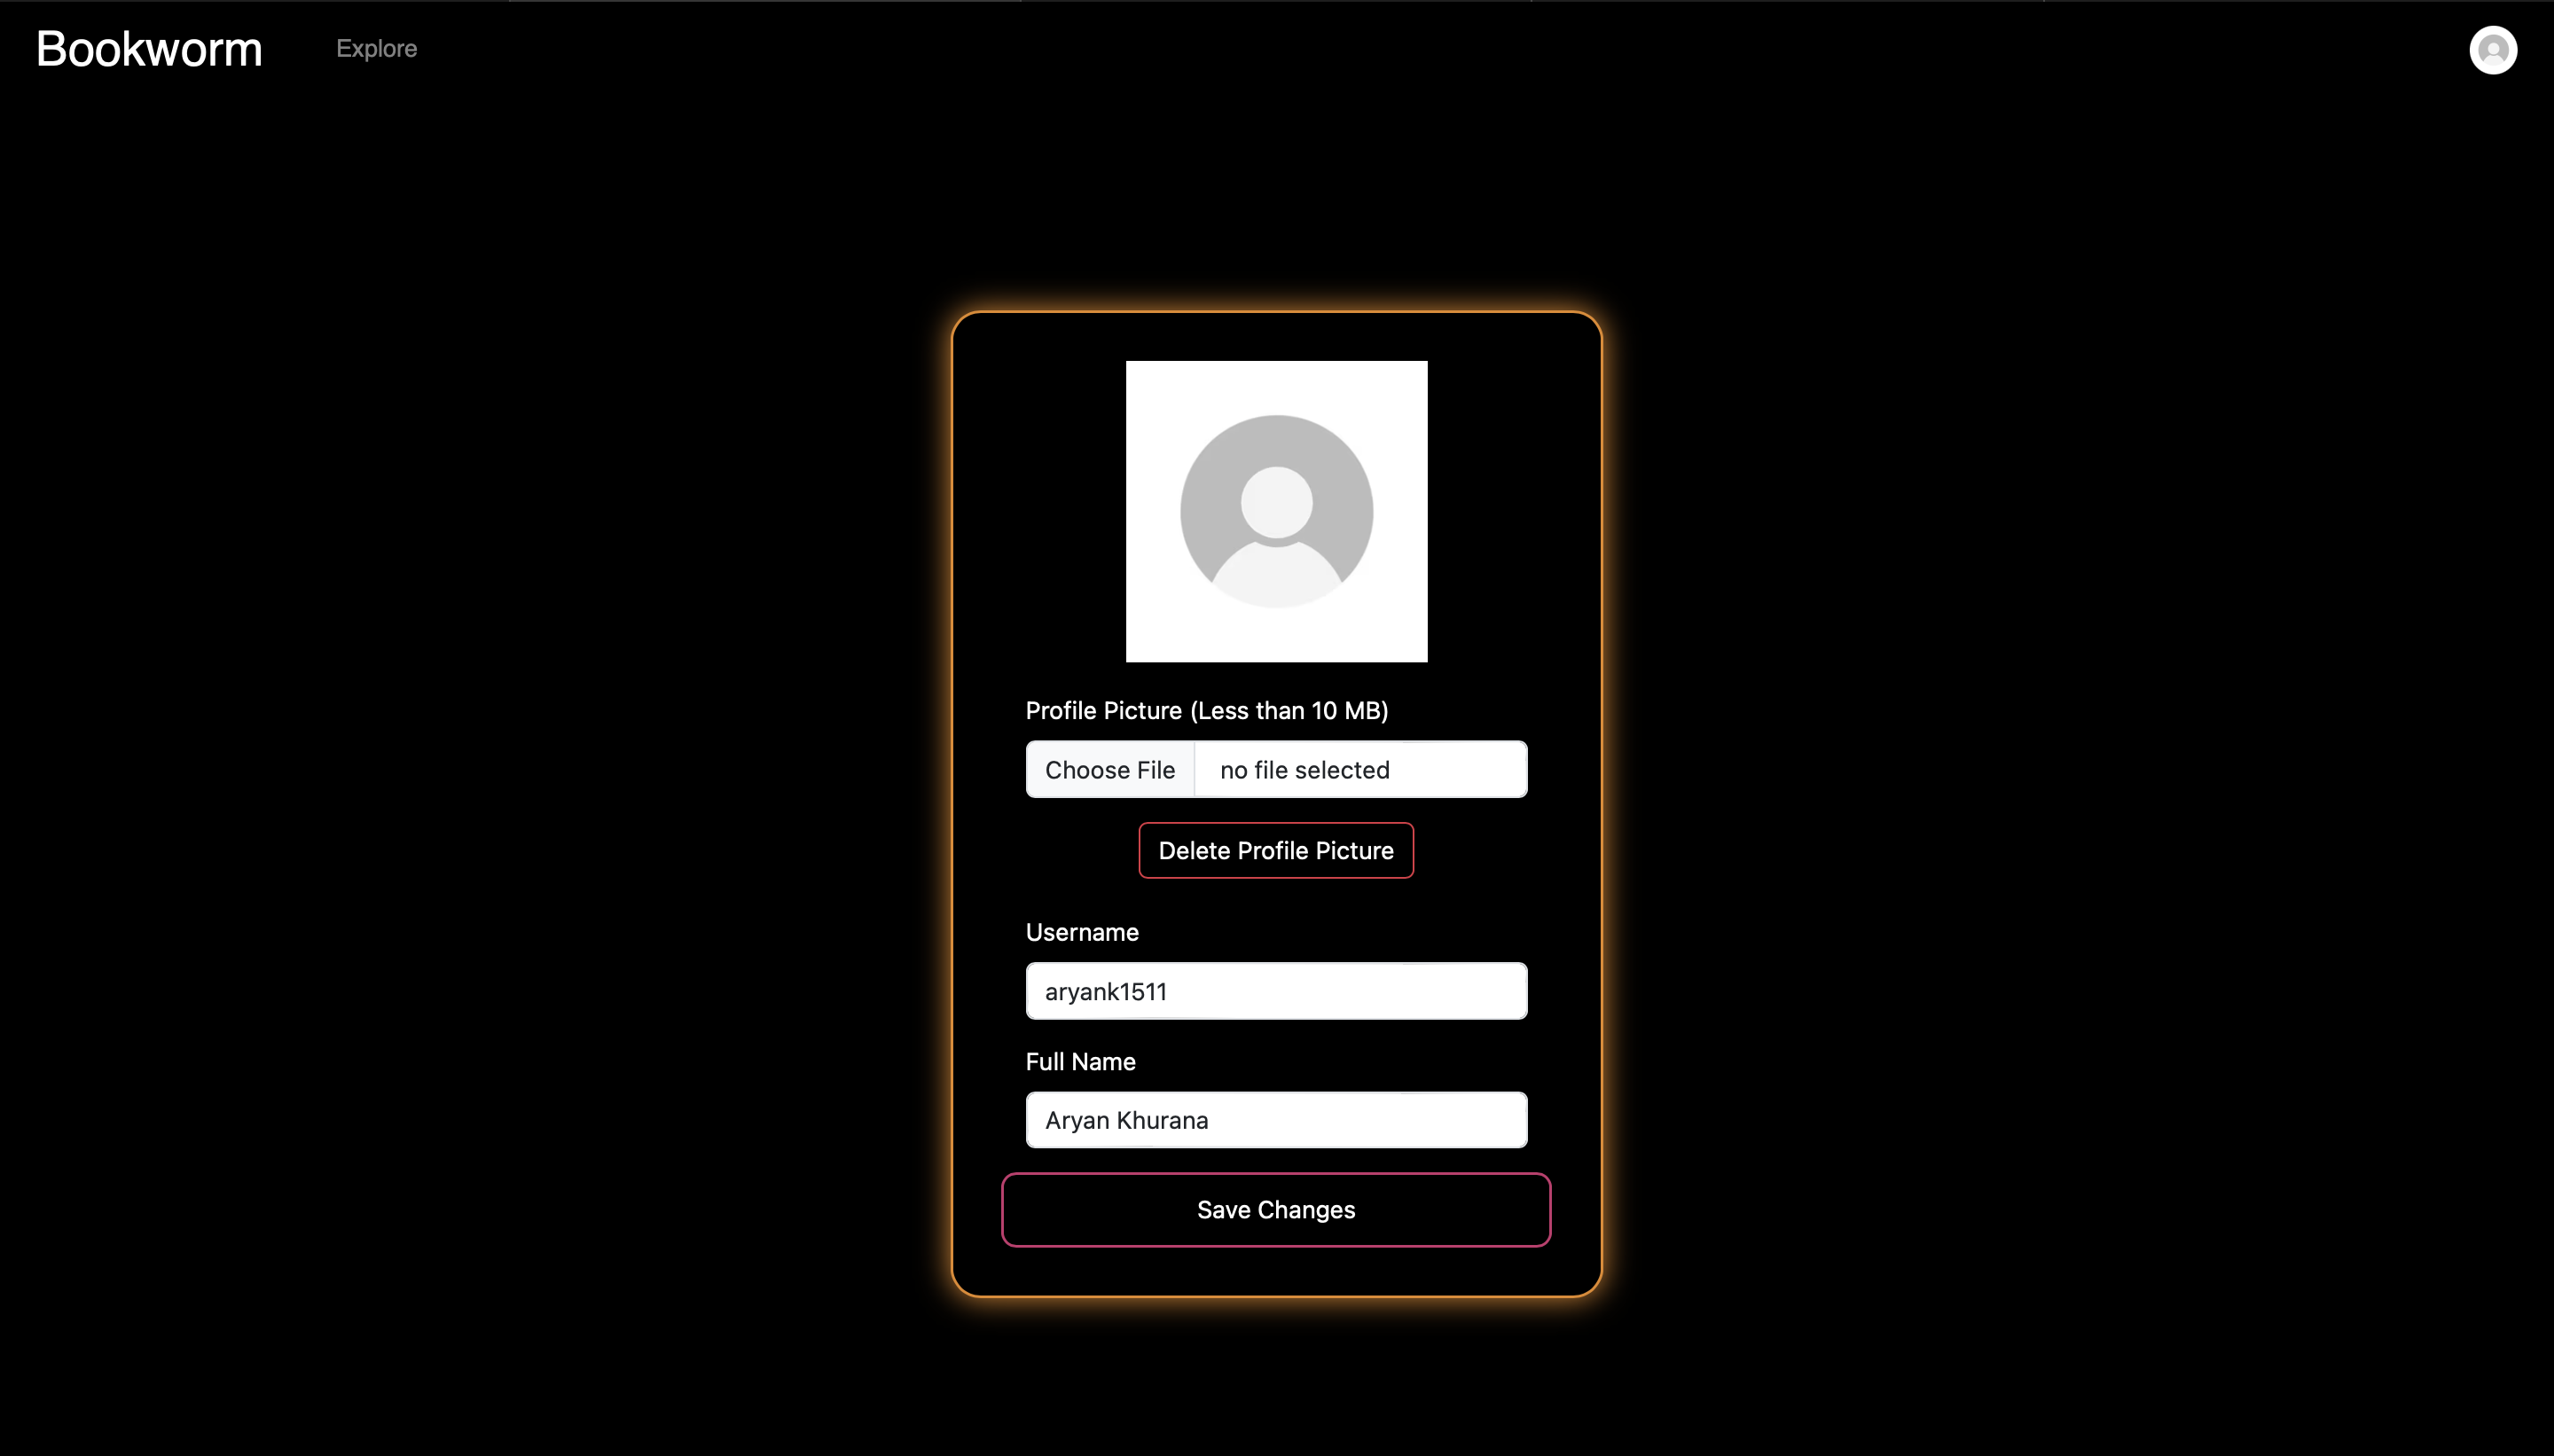 Bookworm Explore
Profile Picture (Less than 10 MB)
Choose File no file selected
Delete Profile Picture
Username
aryank1511
Full Name
Aryan Khurana
Save Changes